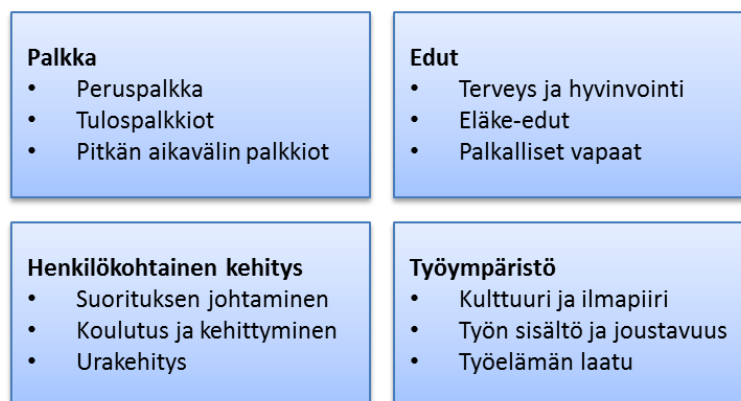 Palkka
• Peruspalkka
• Tulospalkkiot
• Pitkän aikavälin palkkiot
Edut
• Terveys ja hyvinvointi
• Eläke-edut
• Palkalliset vapaat
Henkilökohtainen kehitys
• Suorituksen johtaminen
• Koulutus ja kehittyminen
• Urakehitys
Työympäristö
• Kulttuuri ja ilmapiiri
• Työn sisältö ja joustavuus
• Työelämän laatu